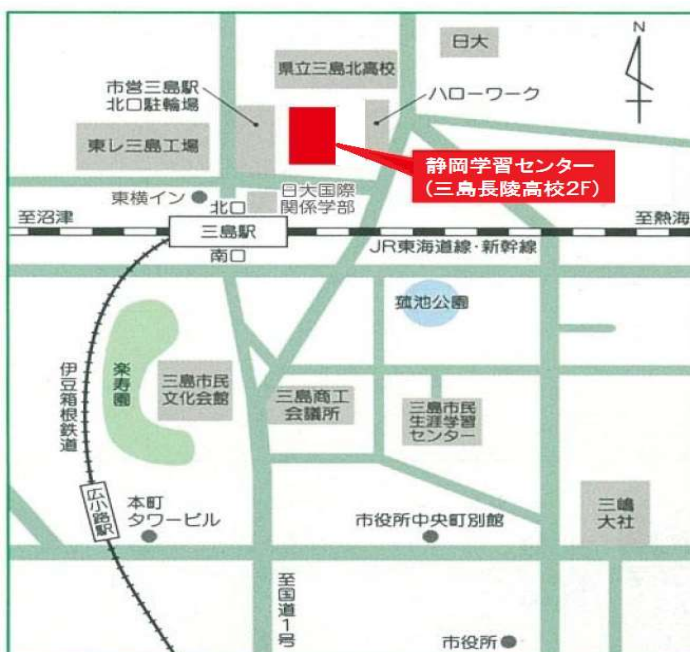 N
日大
県立三島北高校
市営三島駅
北口駐輪場
ハローワーク
東レ三島工場
静岡学習センター
(三島長陵高校2F)
東横イン
北口
日大国際
関係学部
至沼津
三島駅
至熱海
南口
JR東海道線・新幹線
菰池公園
伊豆箱根鉄道
楽寿園
三島市民
文化会館
三島商工
会議所
三島市民
生涯学習
センター
広小路駅
本町
タワービル
市役所中央町別館
三嶋
大社
至国道1号
市役所